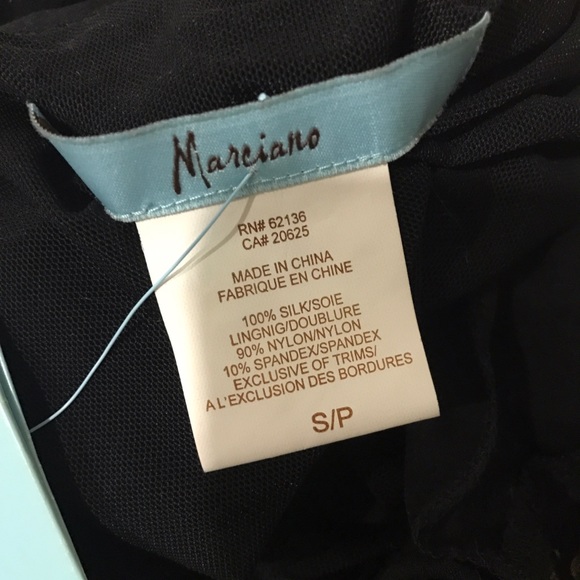 Marciano
RN# 62136
CA# 20625
MADE IN CHINA
FABRIQUE EN CHINE
100% SILK/SOIE
LINGNIG/DOUBLURE
90% NYLON/NYLON
10% SPANDEX/SPANDEX
EXCLUSIVE OF TRIMS/
A L'EXCLUSION DES BORDURES
S/P